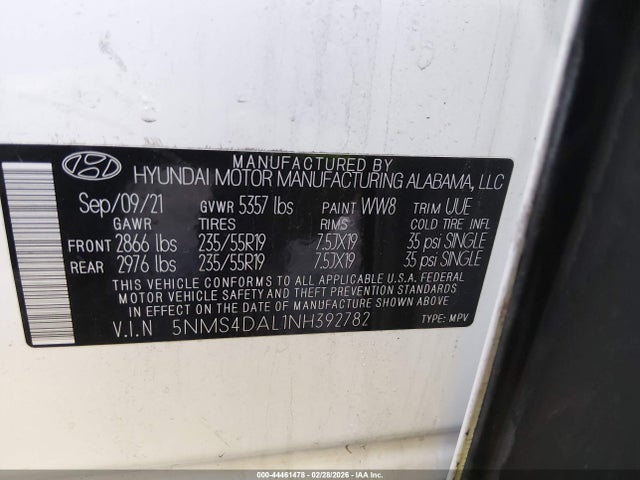 MANUFACTURED BY
HYUNDAI MOTOR MANUFACTURING ALABAMA, LLC
Sep/09/21 GVWR 5357 lbs PAINT WW8 TRIM UUE
GAWR TIRES RIMS COLD TIRE INFL
FRONT 2866 lbs 235/55R19 7.5JX19 35 psi SINGLE
REAR 2976 lbs 235/55R19 7.5JX19 35 psi SINGLE
THIS VEHICLE CONFORMS TO ALL APPLICABLE U.S.A. FEDERAL
MOTOR VEHICLE SAFETY AND THEFT PREVENTION STANDARDS
IN EFFECT ON THE DATE OF MANUFACTURE SHOWN ABOVE.
V.I.N 5NMS4DAL1NH392782 TYPE: MPV
000-44461478 - 02/28/2026 - © IAA Inc.